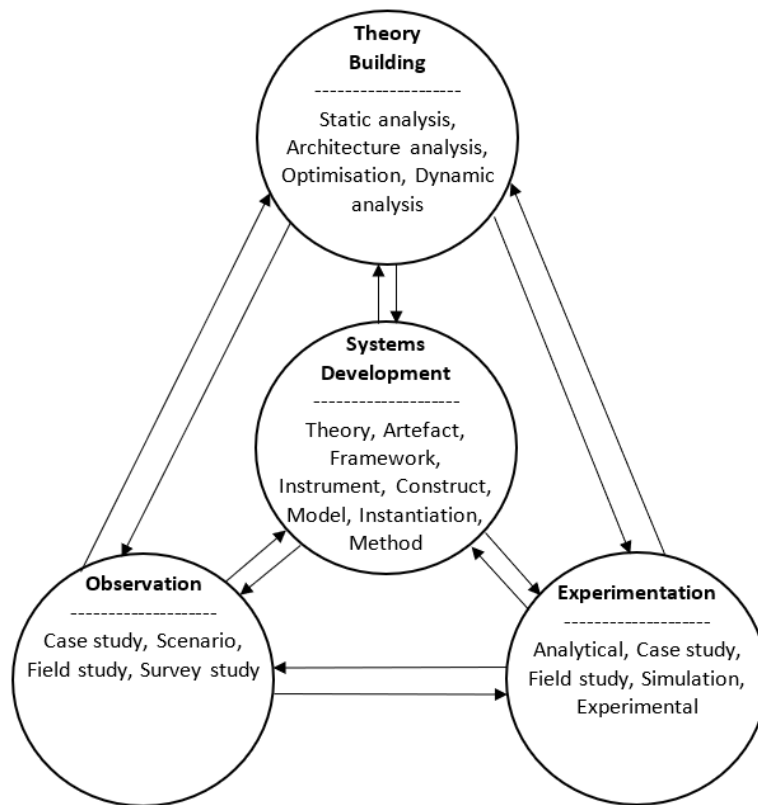 Theory
Building
---------------------
Static analysis,
Architecture analysis,
Optimisation, Dynamic
analysis
Systems
Development
---------------------
Theory, Artefact,
Framework,
Instrument, Construct,
Model, Instantiation,
Method
Observation
---------------------
Case study, Scenario,
Field study, Survey study
Experimentation
---------------------
Analytical, Case study,
Field study, Simulation,
Experimental